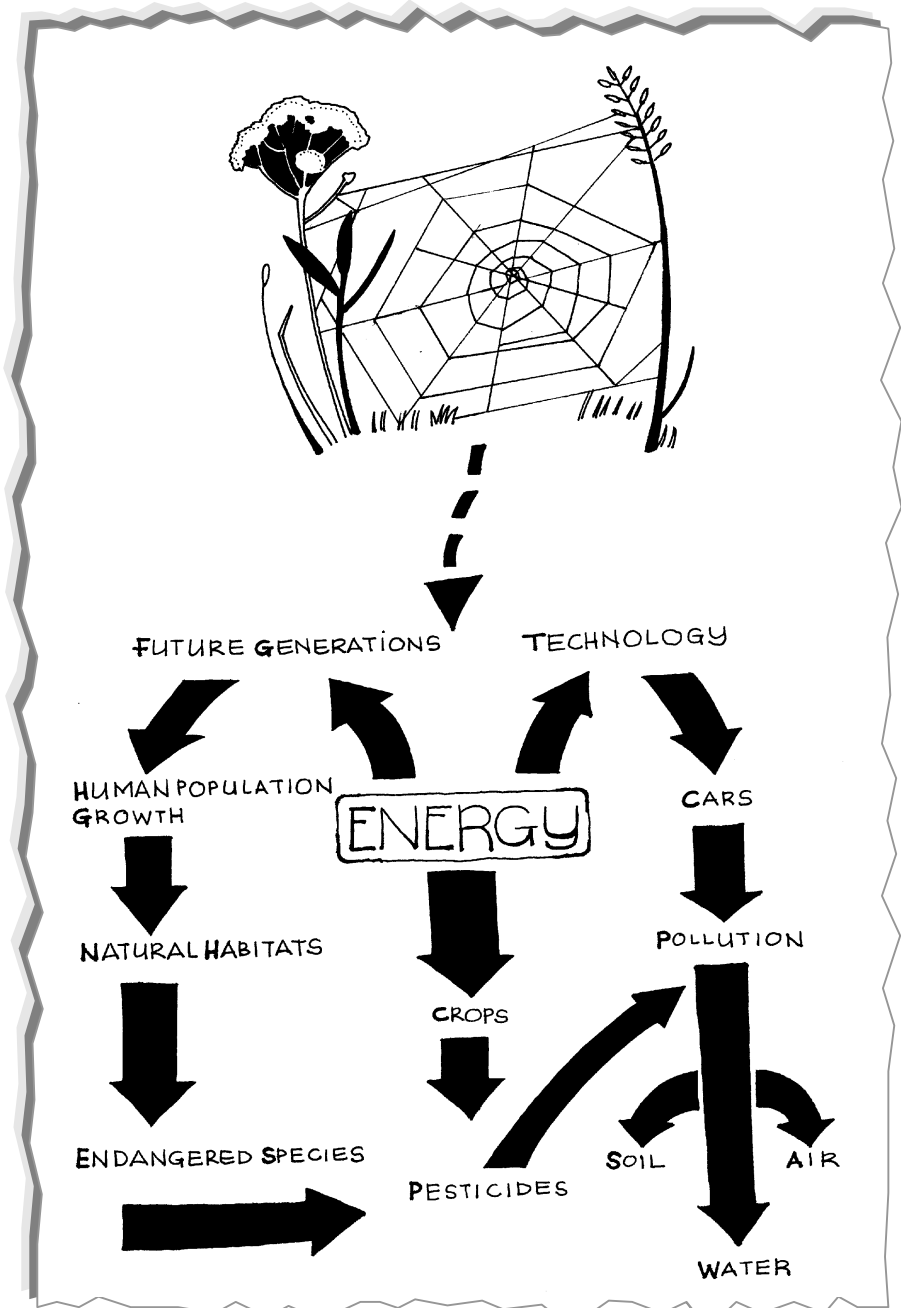 FUTURE GENERATIONS
TECHNOLOGY
HUMAN POPULATION
GROWTH
ENERGY
CARS
NATURAL HABITATS
POLLUTION
CROPS
ENDANGERED SPECIES
SOIL
AIR
PESTICIDES
WATER